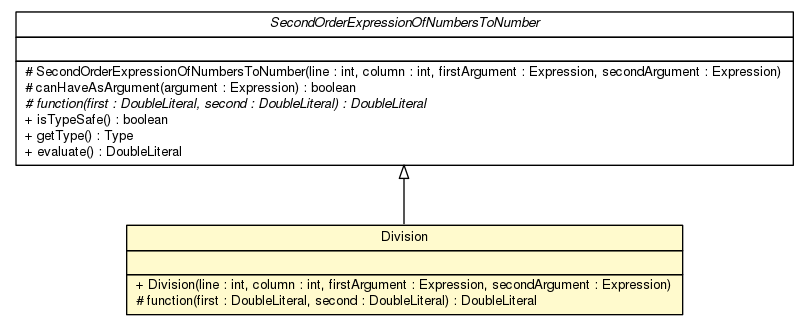 SecondOrderExpressionOfNumbersToNumber
# SecondOrderExpressionOfNumbersToNumber(line : int, column : int, firstArgument : Expression, secondArgument : Expression)
# canHaveAsArgument(argument : Expression) : boolean
# function(first : DoubleLiteral, second : DoubleLiteral) : DoubleLiteral
+ isTypeSafe() : boolean
+ getType() : Type
+ evaluate() : DoubleLiteral
Division
+ Division(line : int, column : int, firstArgument : Expression, secondArgument : Expression)
# function(first : DoubleLiteral, second : DoubleLiteral) : DoubleLiteral